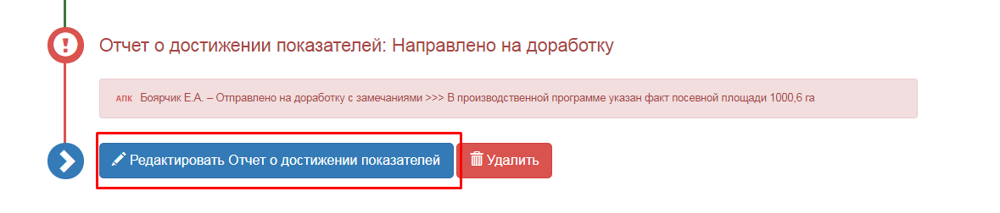 Отчет о достижении показателей: Направлено на доработку
АПК Боярчик Е.А. – Отправлено на доработку с замечаниями >>> В производственной программе указан факт посевной площади 1000,6 га
Редактировать Отчет о достижении показателей Удалить